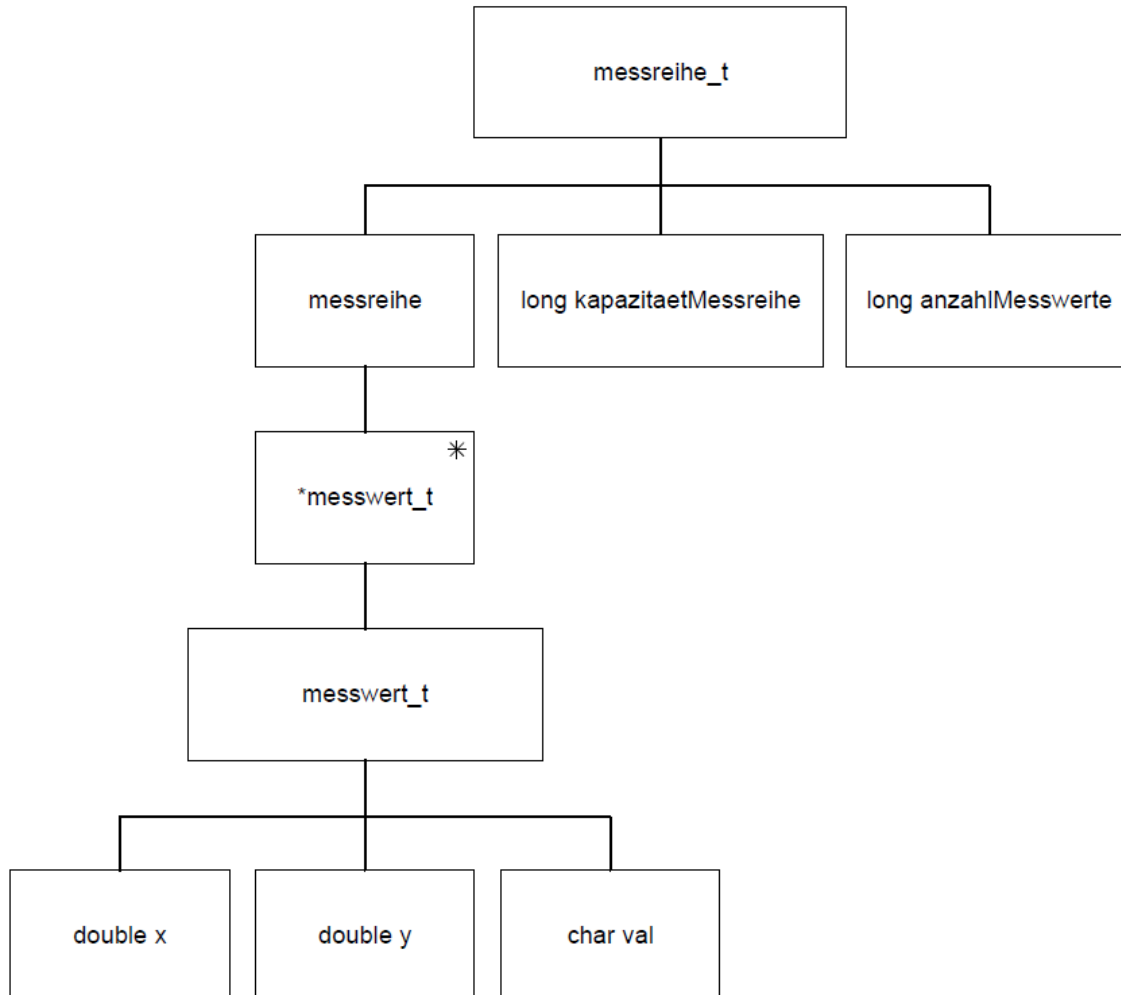 messreihe_t
messreihe
long kapazitaetMessreihe
long anzahlMesswerte
*
*messwert_t
messwert_t
double x
double y
char val